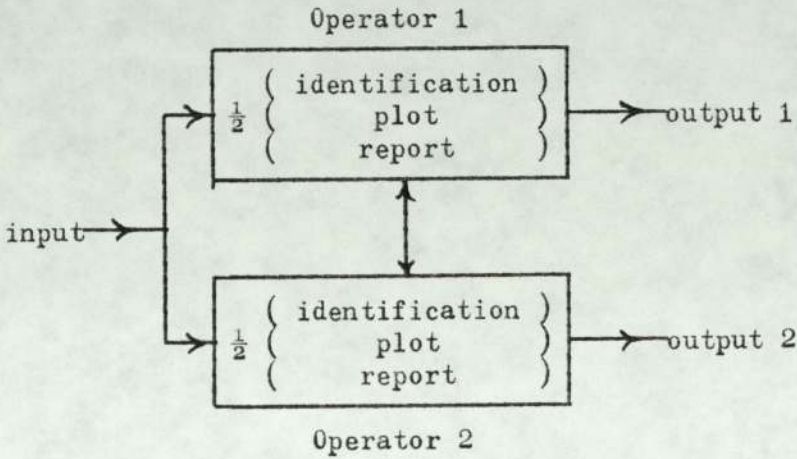 Operator 1
( identification )
½ ( plot )
( report )
output 1
input
( identification )
½ ( plot )
( report )
output 2
Operator 2